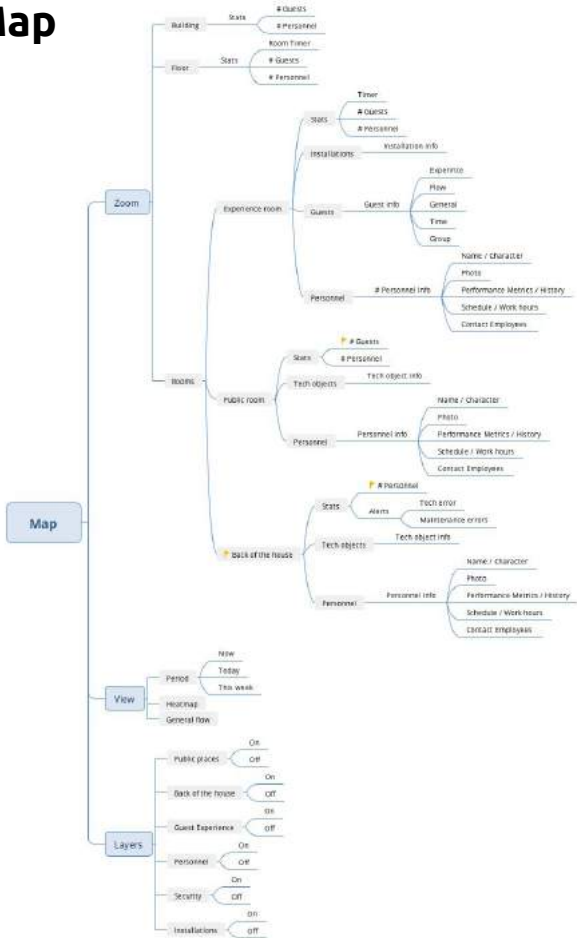 Map
Map
Zoom
Building
Stats
# Guests
# Personnel
Floor
Stats
Room Timer
# Guests
# Personnel
Rooms
Experience room
Stats
Timer
# Guests
# Personnel
Installations
Installation info
Guests
Guest info
Experince
Flow
General
Time
Group
Personnel
# Personnel info
Name / Character
Photo
Performance Metrics / History
Schedule / Work hours
Contact Employees
Public room
Stats
# Guests
# Personnel
Tech objects
Tech object info
Personnel
Personnel info
Name / Character
Photo
Performance Metrics / History
Schedule / Work hours
Contact Employees
Back of the house
Stats
# Personnel
Alerts
Tech error
Maintenance errors
Tech objects
Tech object info
Personnel
Personnel info
Name / Character
Photo
Performance Metrics / History
Schedule / Work hours
Contact Employees
View
Period
Now
Today
This week
Heatmap
General flow
Layers
Public places
On
Off
Back of the house
On
Off
Guest Experience
On
Off
Personnel
On
Off
Security
On
Off
Installations
On
Off